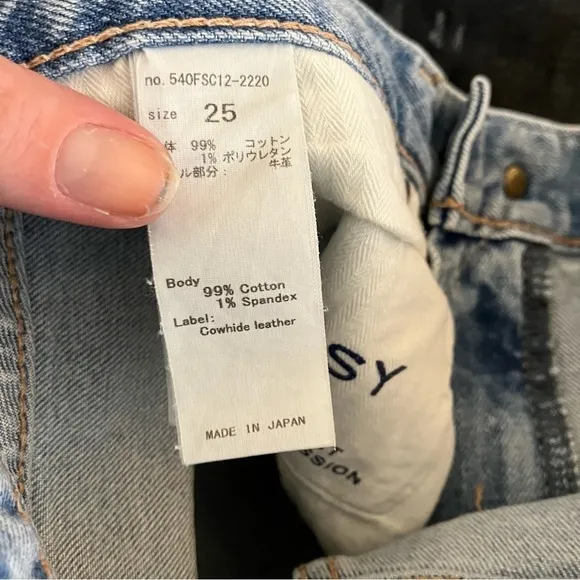 no. 540FSC12-2220
size 25
体 99% コットン
1% ポリウレタン
ル部分: 牛革
Body
99% Cotton
1% Spandex
Label:
Cowhide leather
MADE IN JAPAN
SY